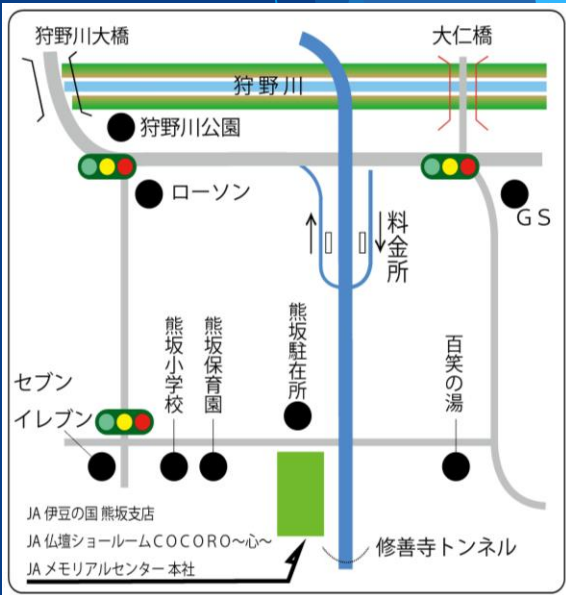 狩野川大橋
大仁橋
狩野川
狩野川公園
ローソン
GS
料金所
熊坂小学校
熊坂保育園
熊坂駐在所
百笑の湯
セブン
イレブン
JA 伊豆の国 熊坂支店
JA 仏壇ショールームCOCORO～心～
JA メモリアルセンター 本社
修善寺トンネル